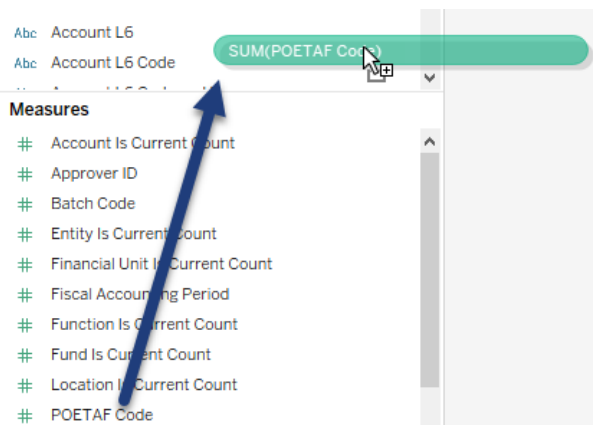 Abc Account L6
SUM(POETAF Code)
Abc Account L6 Code
Measures
# Account Is Current Count
# Approver ID
# Batch Code
# Entity Is Current Count
# Financial Unit Is Current Count
# Fiscal Accounting Period
# Function Is Current Count
# Fund Is Current Count
# Location Is Current Count
# POETAF Code